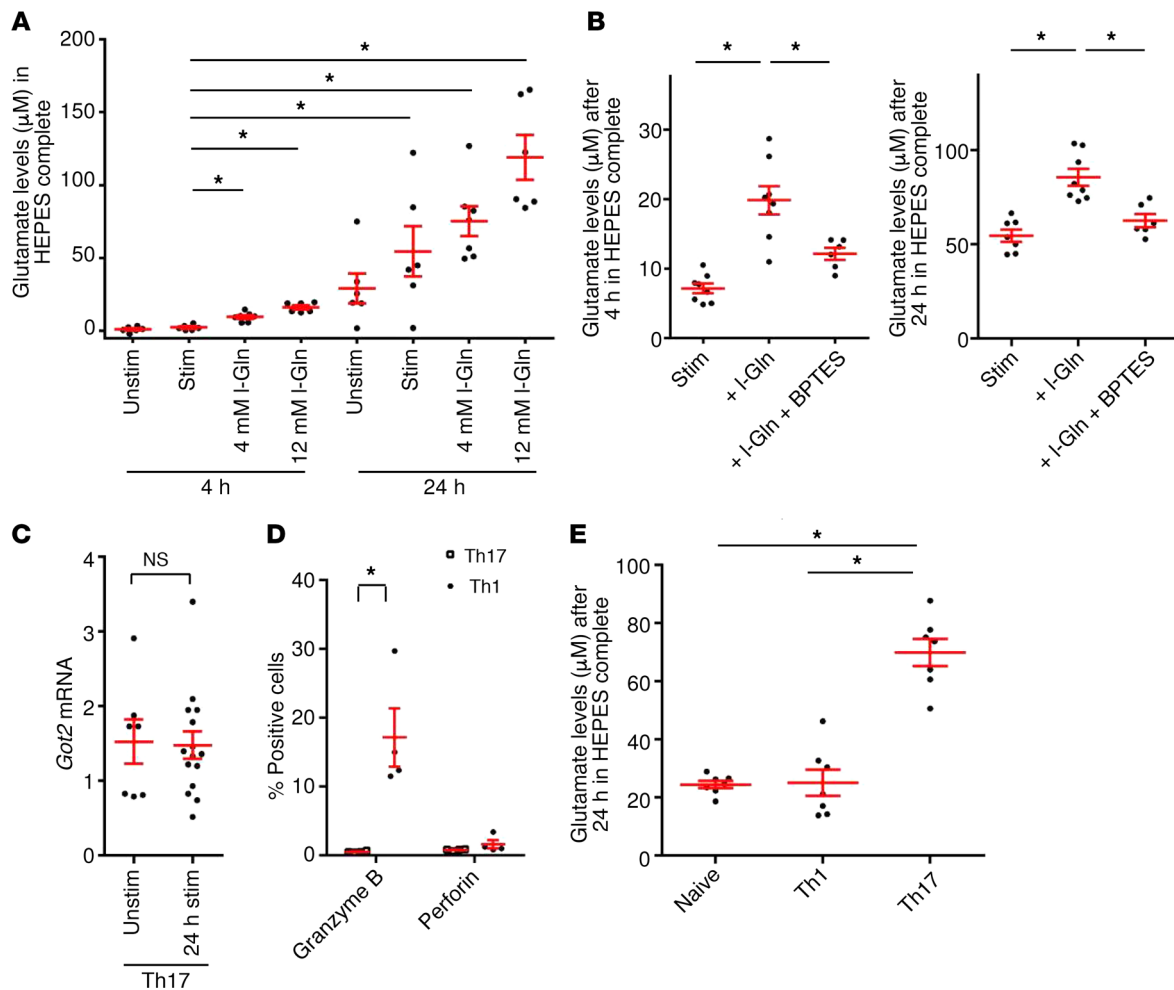 A
Glutamate levels (μM) in
HEPES complete
200
150
100
50
0
*
*
*
*
*
Unstim
Stim
4 mM l-Gln
12 mM l-Gln
Unstim
Stim
4 mM l-Gln
12 mM l-Gln
4 h
24 h
B
Glutamate levels (μM) after
4 h in HEPES complete
30
20
10
0
*
*
Stim
+ l-Gln
+ l-Gln + BPTES
Glutamate levels (μM) after
24 h in HEPES complete
100
50
0
*
*
Stim
+ l-Gln
+ l-Gln + BPTES
C
Got2 mRNA
4
3
2
1
0
NS
Unstim
24 h stim
Th17
D
Th17
Th1
% Positive cells
40
30
20
10
0
*
Granzyme B
Perforin
E
Glutamate levels (μM) after
24 h in HEPES complete
100
80
60
40
20
0
*
*
Naive
Th1
Th17